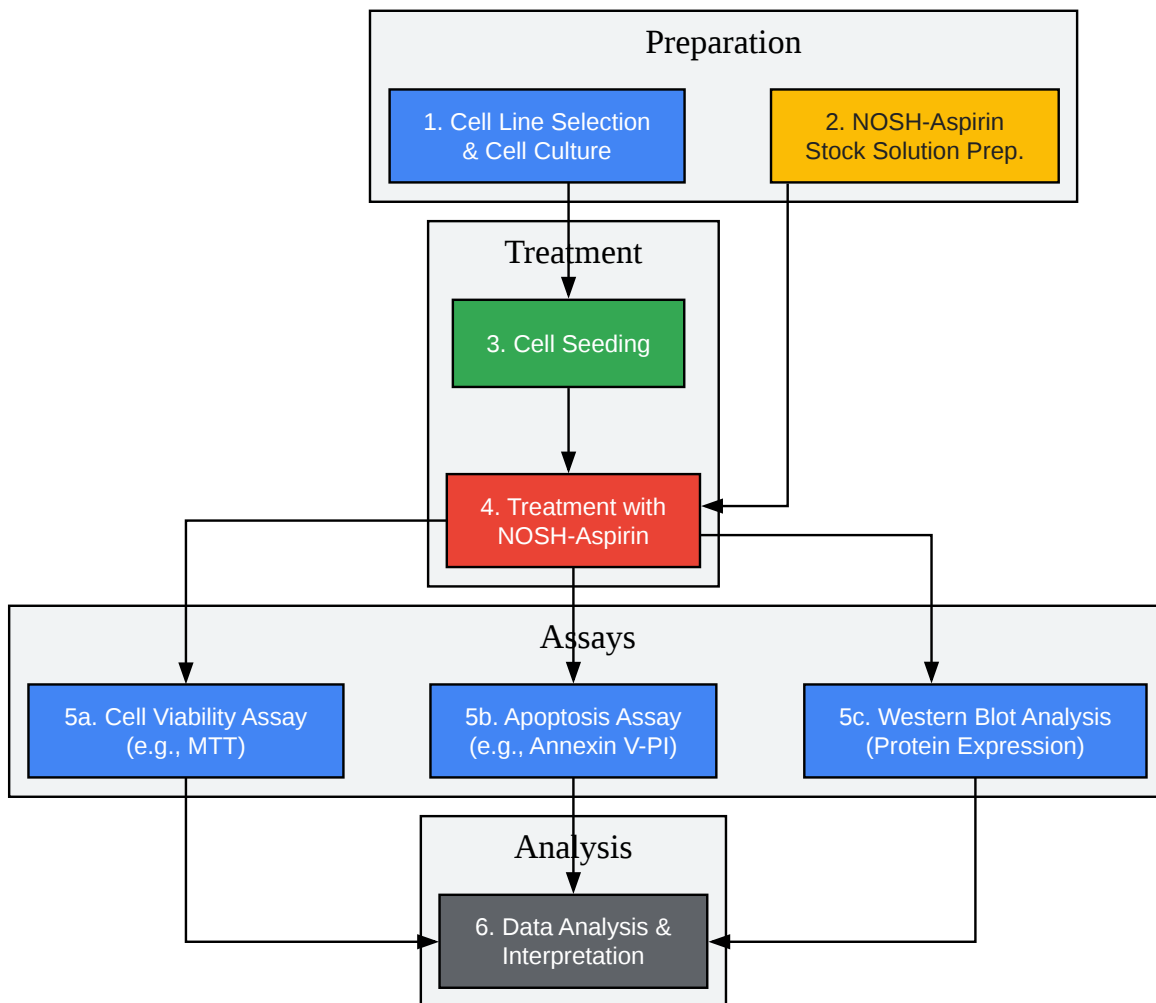 Preparation
1. Cell Line Selection
& Cell Culture
2. NOSH-Aspirin
Stock Solution Prep.
Treatment
3. Cell Seeding
4. Treatment with
NOSH-Aspirin
Assays
5a. Cell Viability Assay
(e.g., MTT)
5b. Apoptosis Assay
(e.g., Annexin V-PI)
5c. Western Blot Analysis
(Protein Expression)
Analysis
6. Data Analysis &
Interpretation